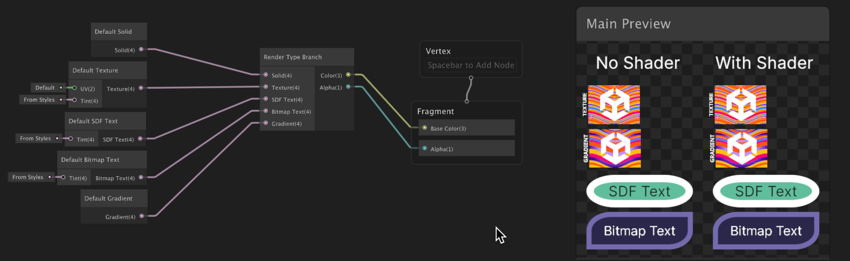 Default Solid
Solid(4)
Default Texture
Default
UV(2)
Texture(4)
From Styles
Tint(4)
Default SDF Text
From Styles
Tint(4)
SDF Text(4)
Default Bitmap Text
From Styles
Tint(4)
Bitmap Text(4)
Default Gradient
Gradient(4)
Render Type Branch
Solid(4)
Color(3)
Texture(4)
Alpha(1)
SDF Text(4)
Bitmap Text(4)
Gradient(4)
Vertex
Spacebar to Add Node
Fragment
Base Color(3)
Alpha(1)
Main Preview
No Shader
With Shader
TEXTURE
TEXTURE
GRADIENT
GRADIENT
SDF Text
SDF Text
Bitmap Text
Bitmap Text